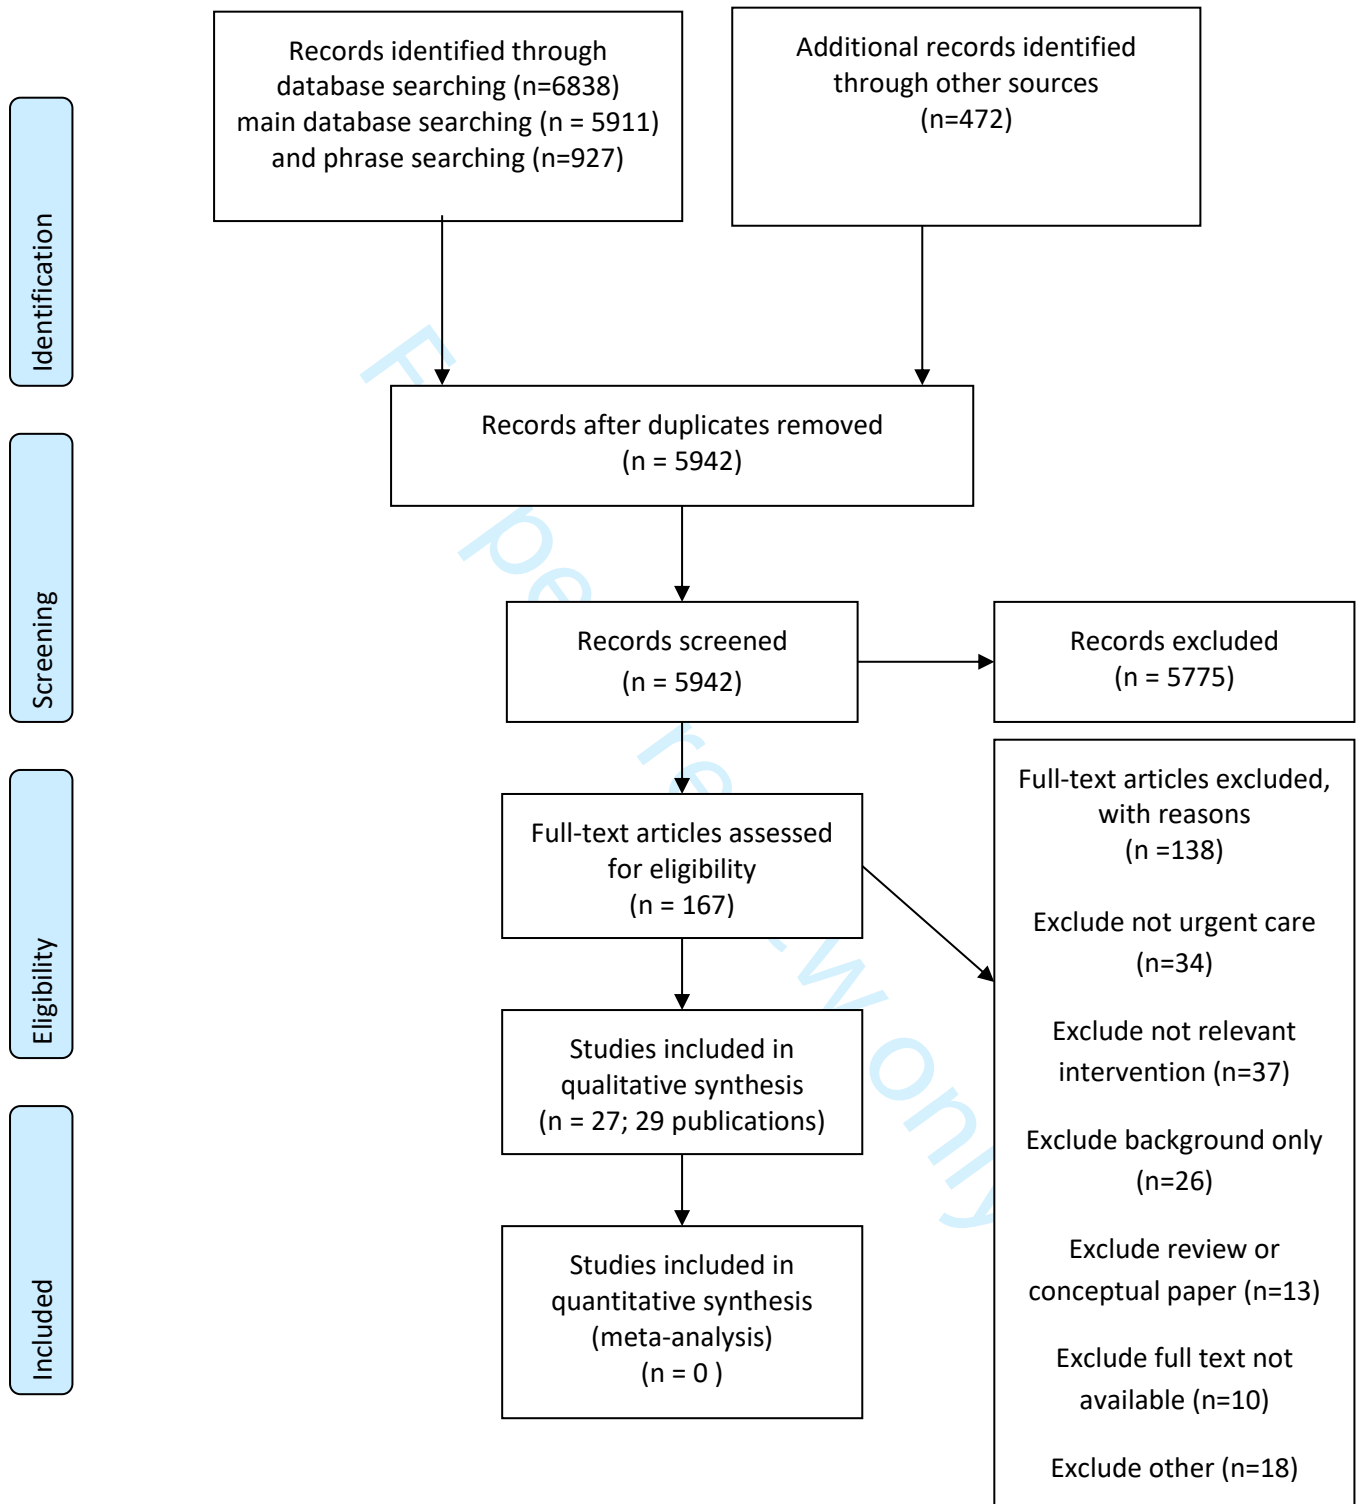 Records identified through
database searching (n=6838)
main database searching (n = 5911)
and phrase searching (n=927)
Additional records identified
through other sources
(n=472)
Identification
Records after duplicates removed
(n = 5942)
Screening
Records screened
(n = 5942)
Records excluded
(n = 5775)
Eligibility
Full-text articles assessed
for eligibility
(n = 167)
Full-text articles excluded,
with reasons
(n =138)
Exclude not urgent care
(n=34)
Exclude not relevant
intervention (n=37)
Exclude background only
(n=26)
Exclude review or
conceptual paper (n=13)
Exclude full text not
available (n=10)
Exclude other (n=18)
Studies included in
qualitative synthesis
(n = 27; 29 publications)
Included
Studies included in
quantitative synthesis
(meta-analysis)
(n = 0 )
only